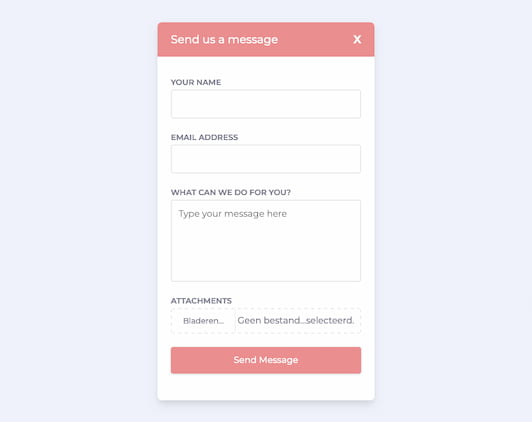 Send us a message X
YOUR NAME
EMAIL ADDRESS
WHAT CAN WE DO FOR YOU?
Type your message here
ATTACHMENTS
Bladeren... Geen bestand...selecteerd.
Send Message